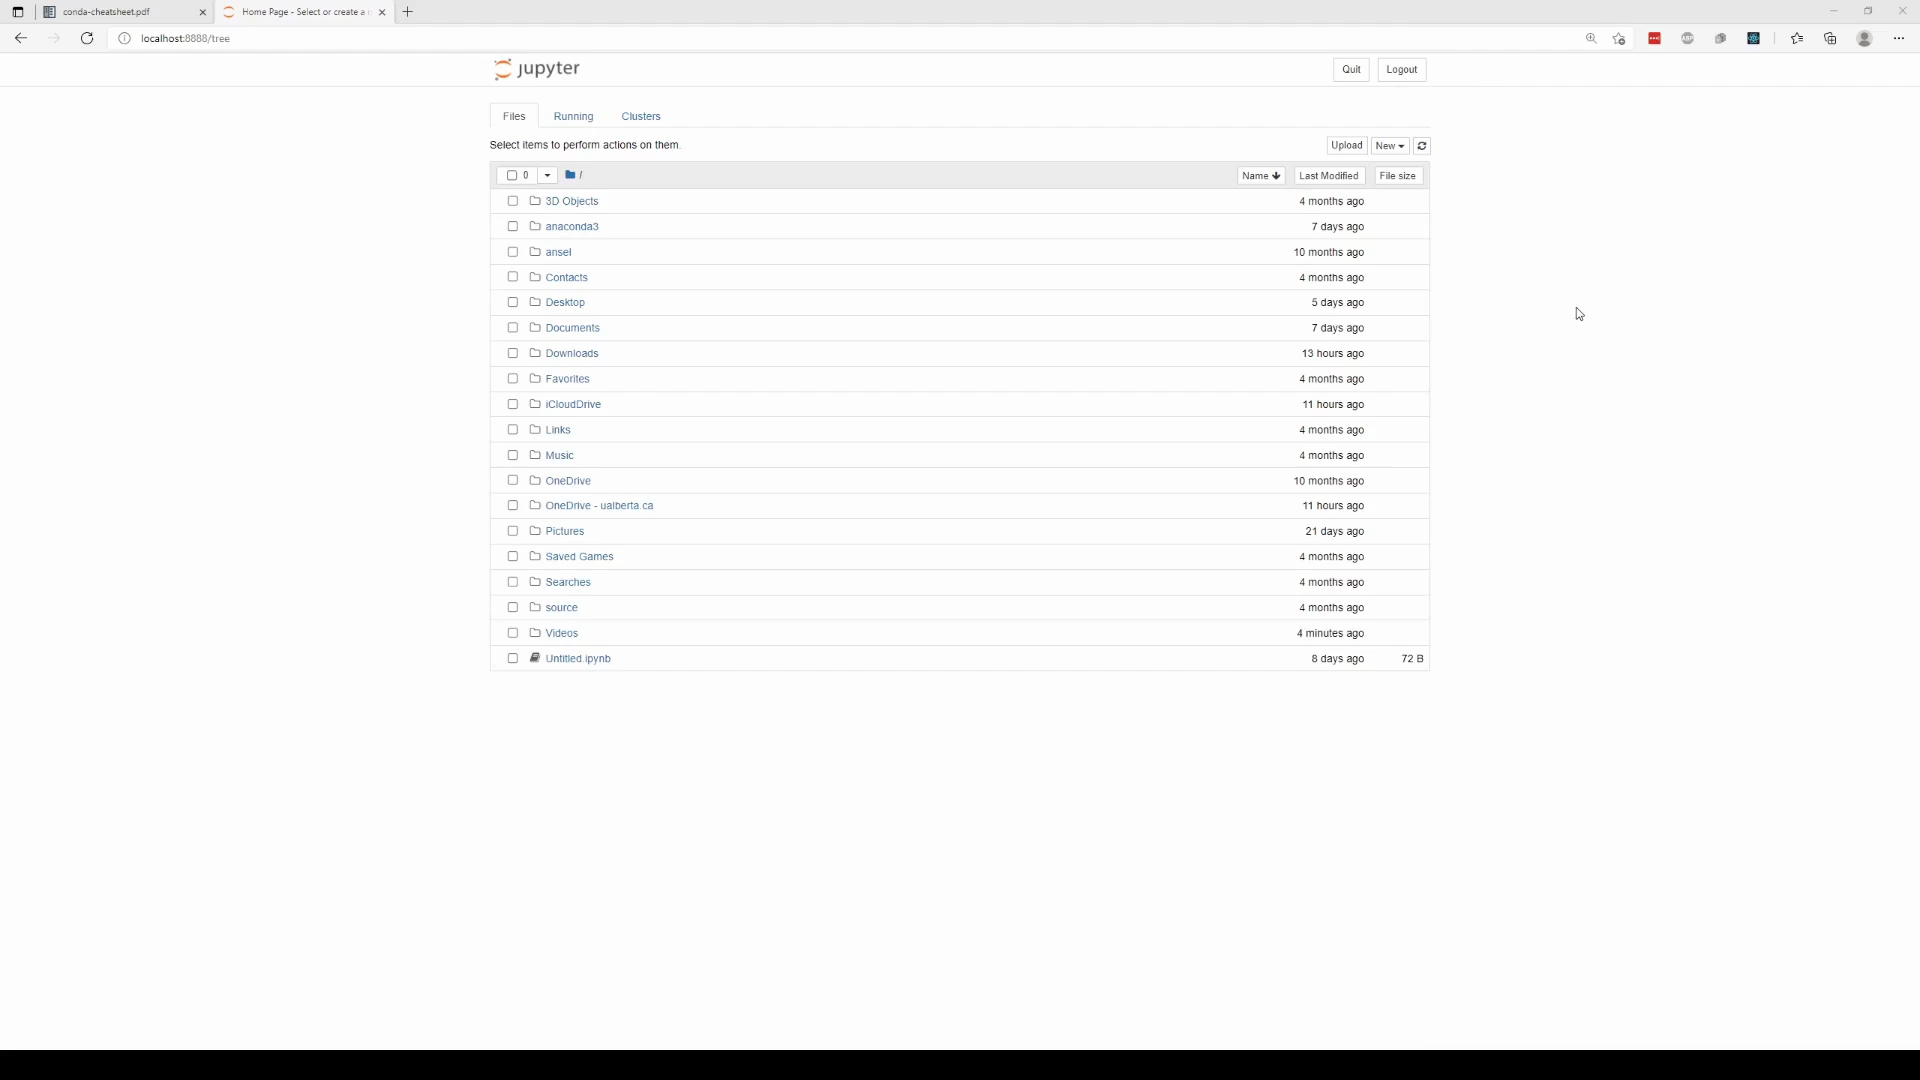 conda-cheatsheet.pdf
Home Page - Select or create a
localhost:8888/tree
jupyter
Quit
Logout
Files
Running
Clusters
Select items to perform actions on them.
Upload
New
0
/
Name
Last Modified
File size
3D Objects 4 months ago
anaconda3 7 days ago
ansel 10 months ago
Contacts 4 months ago
Desktop 5 days ago
Documents 7 days ago
Downloads 13 hours ago
Favorites 4 months ago
iCloudDrive 11 hours ago
Links 4 months ago
Music 4 months ago
OneDrive 10 months ago
OneDrive - ualberta.ca 11 hours ago
Pictures 21 days ago
Saved Games 4 months ago
Searches 4 months ago
source 4 months ago
Videos 4 minutes ago
Untitled.ipynb 8 days ago 72 B